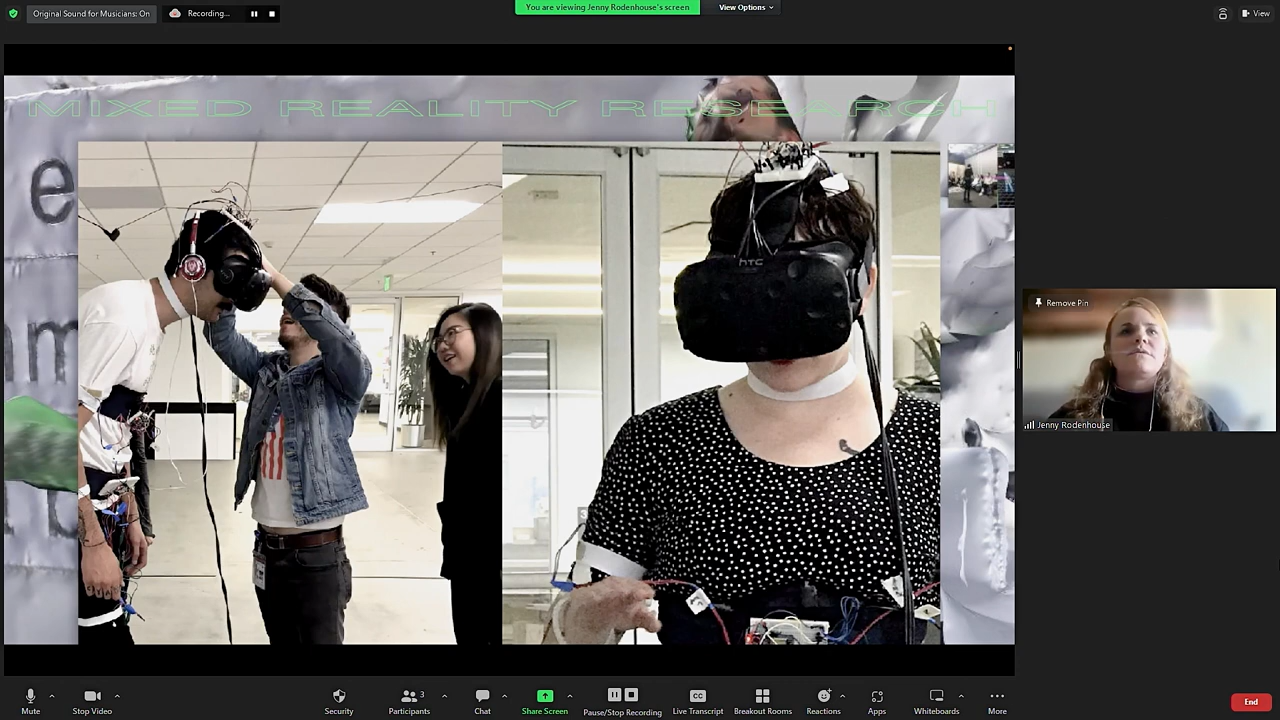 Original Sound for Musicians: On
Recording...
You are viewing Jenny Rodenhouse's screen
View Options
View
MIXED REALITY RESEARCH
e
m
htc
Remove Pin
Jenny Rodenhouse
Mute
Stop Video
Security
Participants
3
Chat
Share Screen
Pause/Stop Recording
CC
Live Transcript
Breakout Rooms
Reactions
Apps
Whiteboards
More
End